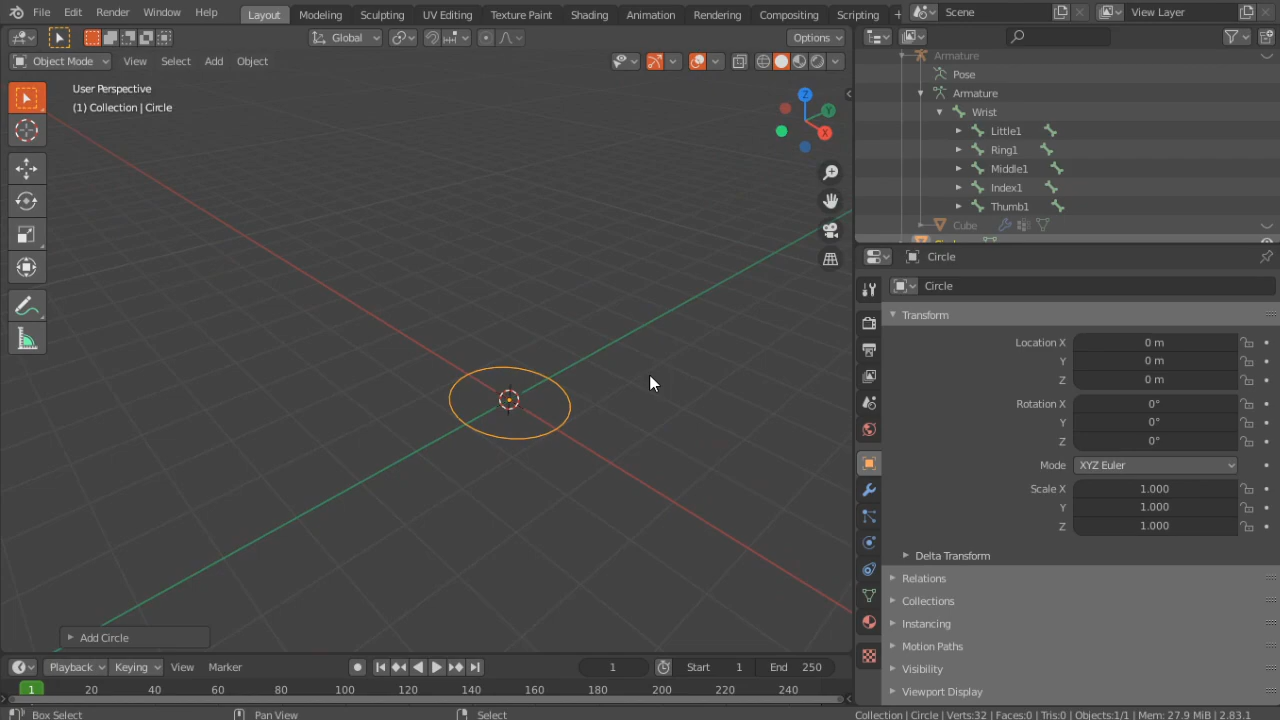 File Edit Render Window Help Layout Modeling Sculpting UV Editing Texture Paint Shading Animation Rendering Compositing Scripting + Scene View Layer
Global Options
Object Mode View Select Add Object
User Perspective
(1) Collection | Circle
Z
Y
X
Armature
Pose
Armature
Wrist
Little1
Ring1
Middle1
Index1
Thumb1
Cube
Circle
Circle
Transform
Location X 0 m
Y 0 m
Z 0 m
Rotation X 0°
Y 0°
Z 0°
Mode XYZ Euler
Scale X 1.000
Y 1.000
Z 1.000
Delta Transform
Relations
Collections
Instancing
Motion Paths
Visibility
Viewport Display
Add Circle
Playback Keying View Marker 1 Start 1 End 250
1 20 40 60 80 100 120 140 160 180 200 220 240
Box Select Pan View Select Collection | Circle | Verts:32 | Faces:0 | Tris:0 | Objects:1/1 | Mem: 27.9 MiB | 2.83.1